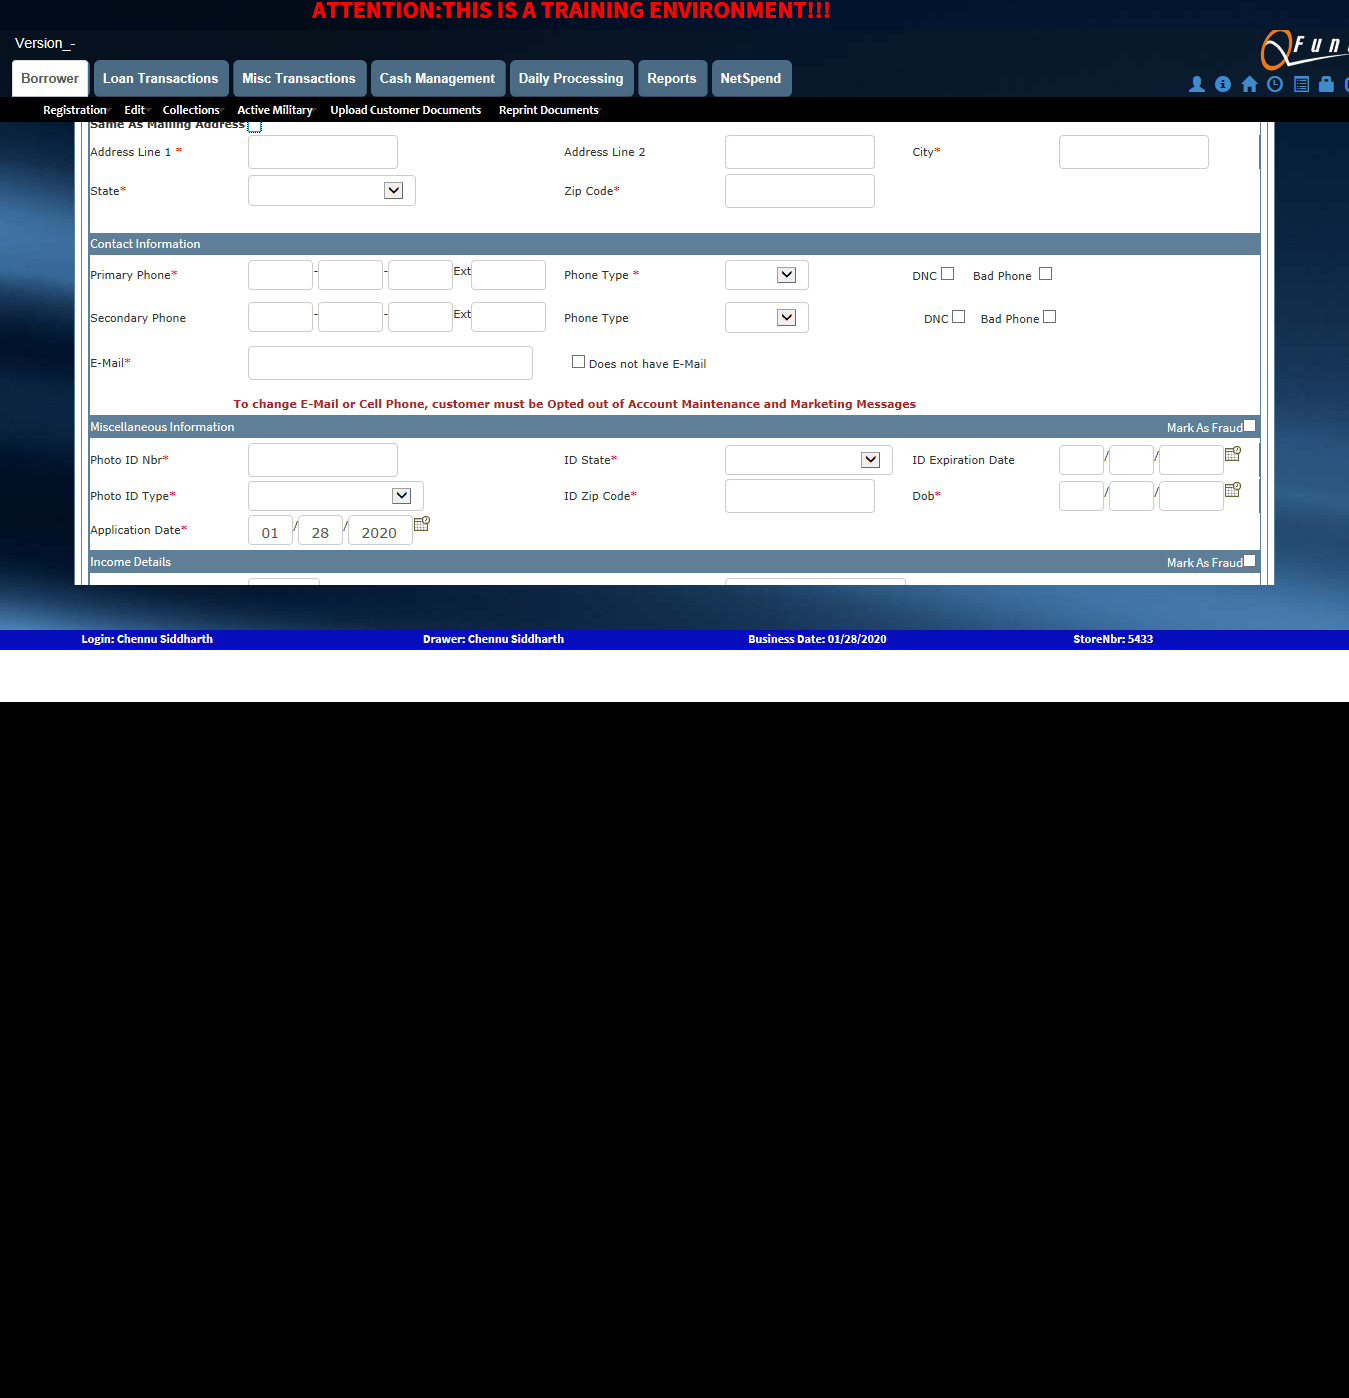 ATTENTION:THIS IS A TRAINING ENVIRONMENT!!!
Version_-
QFun
Borrower Loan Transactions Misc Transactions Cash Management Daily Processing Reports NetSpend
Registration Edit Collections Active Military Upload Customer Documents Reprint Documents
Same As Mailing Address
Address Line 1 * Address Line 2 City*
State* Zip Code*
Contact Information
Primary Phone* - - Ext Phone Type * DNC Bad Phone
Secondary Phone - - Ext Phone Type DNC Bad Phone
E-Mail* Does not have E-Mail
To change E-Mail or Cell Phone, customer must be Opted out of Account Maintenance and Marketing Messages
Miscellaneous Information Mark As Fraud
Photo ID Nbr* ID State* ID Expiration Date / /
Photo ID Type* ID Zip Code* Dob* / /
Application Date* 01 / 28 / 2020
Income Details Mark As Fraud
Login: Chennu Siddharth Drawer: Chennu Siddharth Business Date: 01/28/2020 StoreNbr: 5433